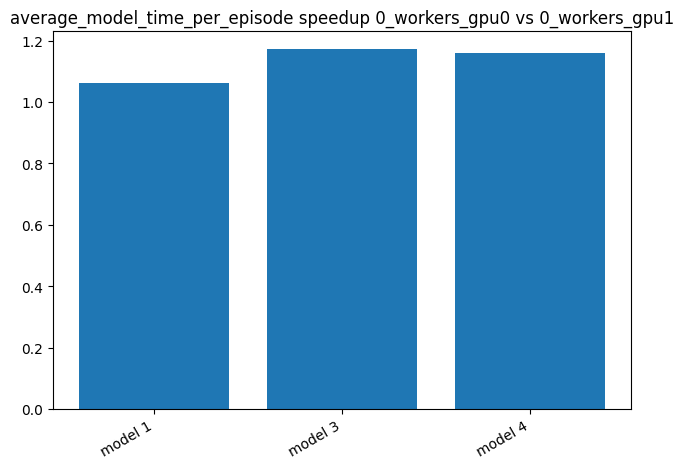 average_model_time_per_episode speedup 0_workers_gpu0 vs 0_workers_gpu1
1.2
1.0
0.8
0.6
0.4
0.2
0.0
model 1
model 3
model 4